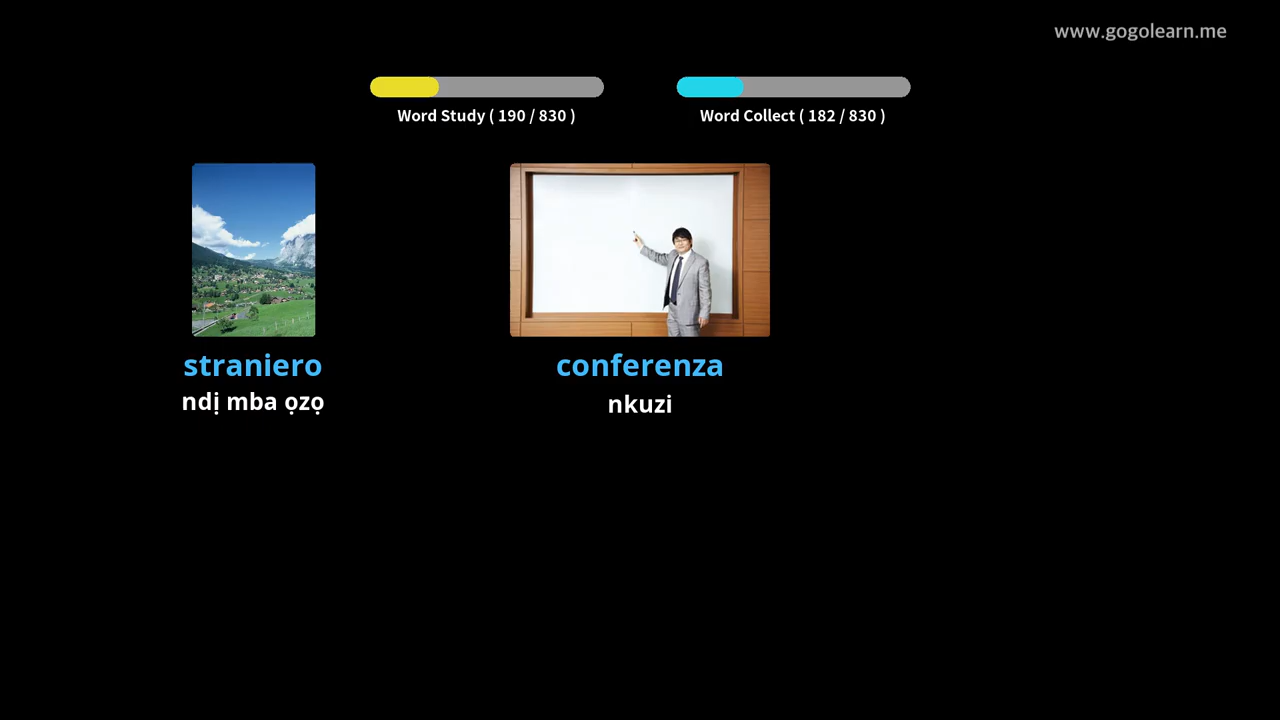 www.gogolearn.me
Word Study ( 190 / 830 )
Word Collect ( 182 / 830 )
straniero
ndị mba ọzọ
conferenza
nkuzi